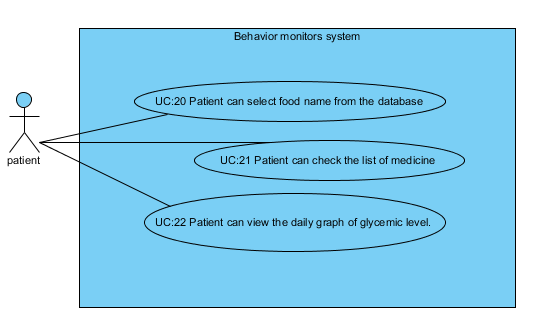 Behavior monitors system
UC:20 Patient can select food name from the database
patient
UC:21 Patient can check the list of medicine
UC:22 Patient can view the daily graph of glycemic level.